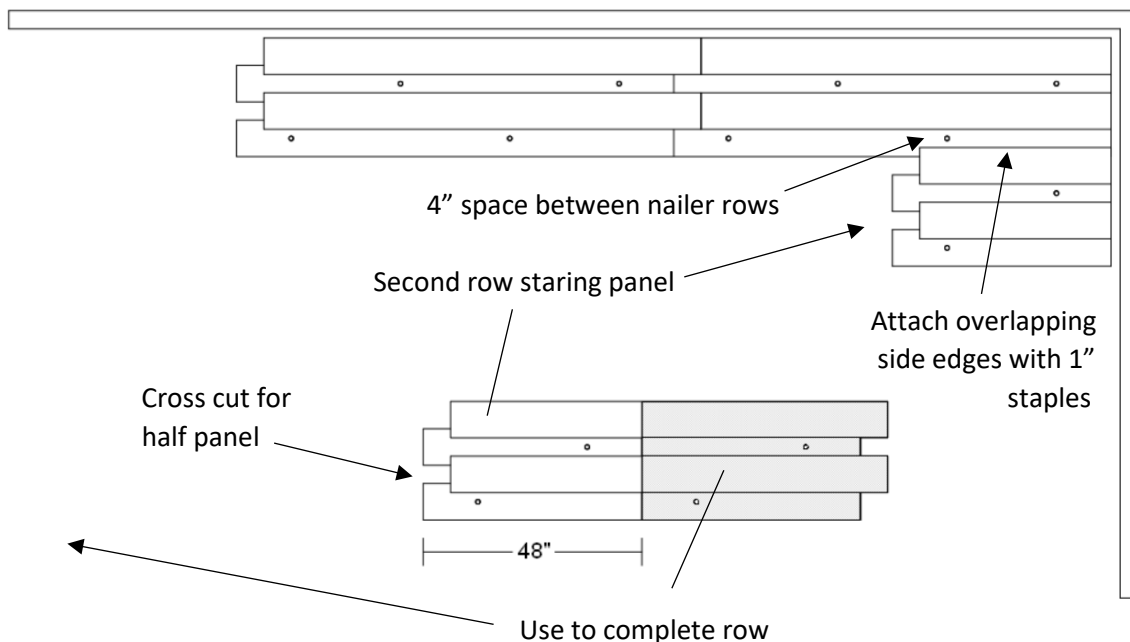 4” space between nailer rows
Second row staring panel
Attach overlapping
side edges with 1”
staples
Cross cut for
half panel
48"
Use to complete row